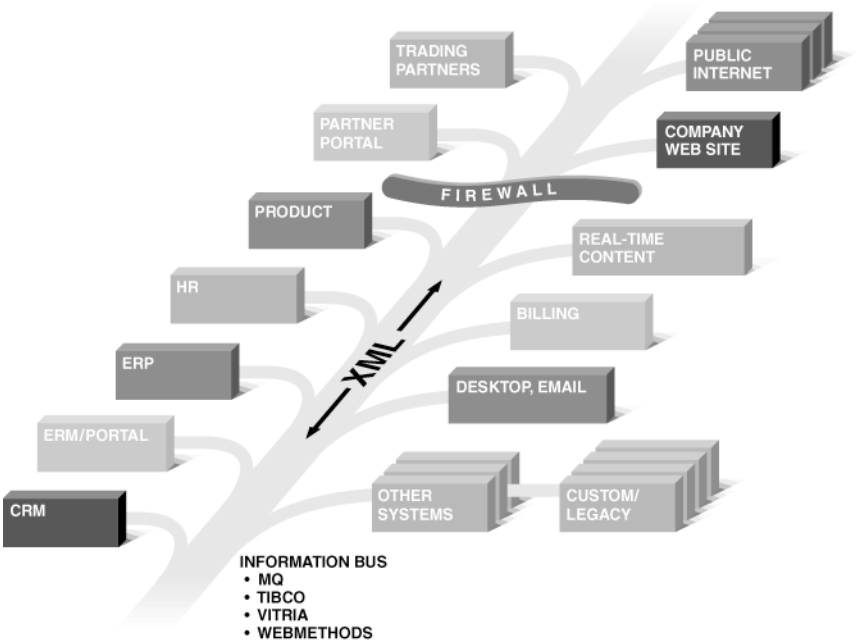 TRADING
PARTNERS
PUBLIC
INTERNET
PARTNER
PORTAL
COMPANY
WEB SITE
FIREWALL
PRODUCT
REAL-TIME
CONTENT
HR
BILLING
XML
ERP
DESKTOP, EMAIL
ERM/PORTAL
OTHER
SYSTEMS
CUSTOM/
LEGACY
CRM
INFORMATION BUS
• MQ
• TIBCO
• VITRIA
• WEBMETHODS